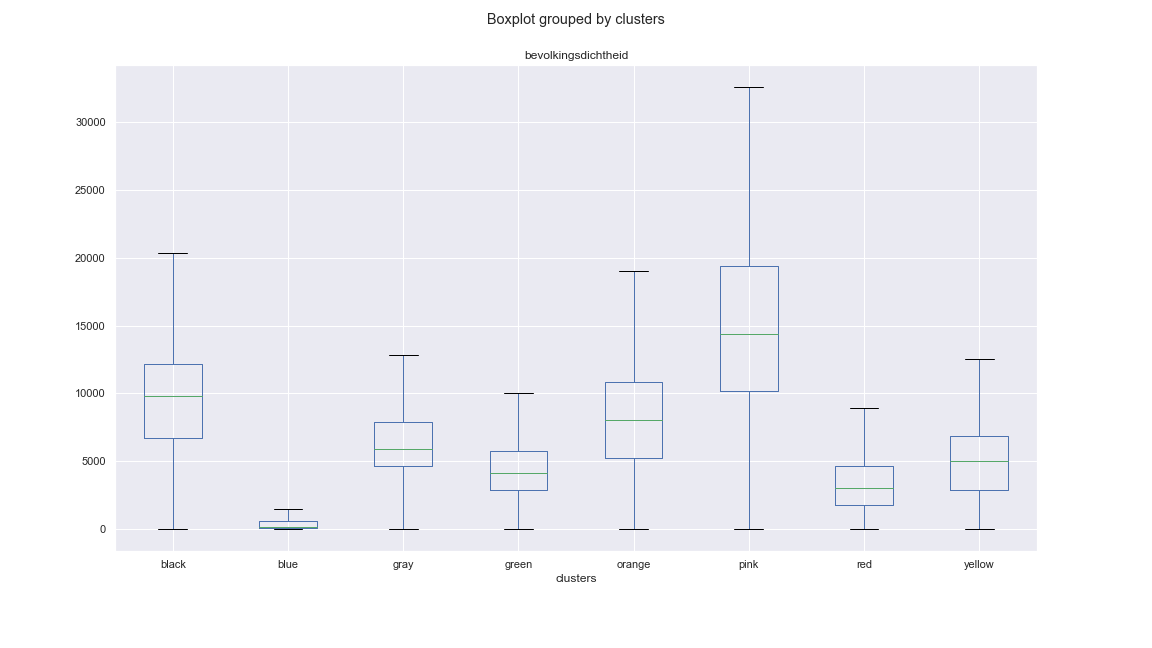 Boxplot grouped by clusters
bevolkingsdichtheid
30000
25000
20000
15000
10000
5000
0
black blue gray green orange pink red yellow
clusters